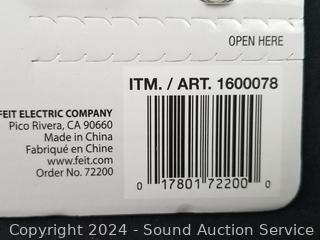 OPEN HERE
ITM. / ART. 1600078
FEIT ELECTRIC COMPANY
Pico Rivera, CA 90660
Made in China
Fabriqué en Chine
www.feit.com
Order No. 72200
0 17801 72200 0
Copyright 2024 - Sound Auction Service